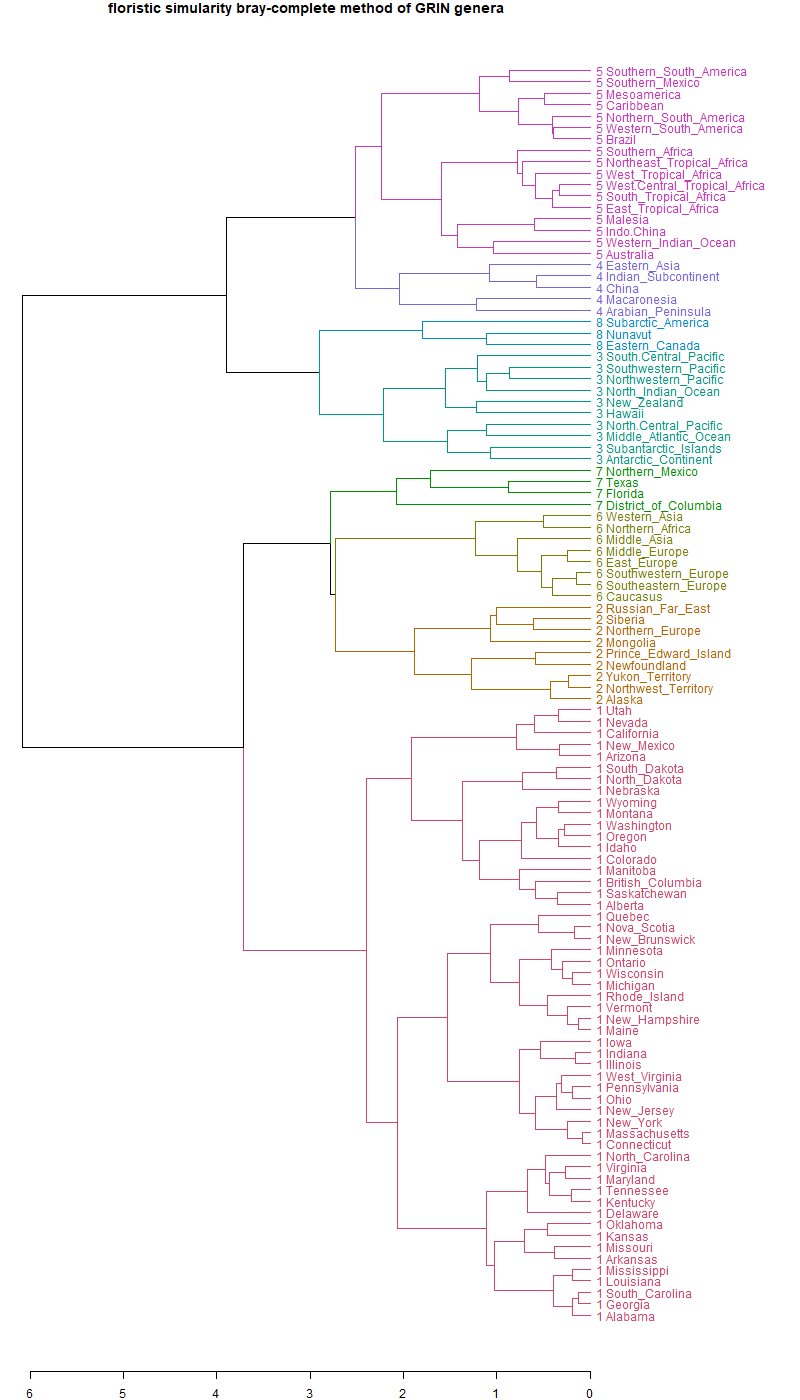 floristic simularity bray-complete method of GRIN genera
5 Southern_South_America
5 Southern_Mexico
5 Mesoamerica
5 Caribbean
5 Northern_South_America
5 Western_South_America
5 Brazil
5 Southern_Africa
5 Northeast_Tropical_Africa
5 West_Tropical_Africa
5 West.Central_Tropical_Africa
5 South_Tropical_Africa
5 East_Tropical_Africa
5 Malesia
5 Indo.China
5 Western_Indian_Ocean
5 Australia
4 Eastern_Asia
4 Indian_Subcontinent
4 China
4 Macaronesia
4 Arabian_Peninsula
8 Subarctic_America
8 Nunavut
8 Eastern_Canada
3 South.Central_Pacific
3 Southwestern_Pacific
3 Northwestern_Pacific
3 North_Indian_Ocean
3 New_Zealand
3 Hawaii
3 North.Central_Pacific
3 Middle_Atlantic_Ocean
3 Subantarctic_Islands
3 Antarctic_Continent
7 Northern_Mexico
7 Texas
7 Florida
7 District_of_Columbia
6 Western_Asia
6 Northern_Africa
6 Middle_Asia
6 Middle_Europe
6 East_Europe
6 Southwestern_Europe
6 Southeastern_Europe
6 Caucasus
2 Russian_Far_East
2 Siberia
2 Northern_Europe
2 Mongolia
2 Prince_Edward_Island
2 Newfoundland
2 Yukon_Territory
2 Northwest_Territory
2 Alaska
1 Utah
1 Nevada
1 California
1 New_Mexico
1 Arizona
1 South_Dakota
1 North_Dakota
1 Nebraska
1 Wyoming
1 Montana
1 Washington
1 Oregon
1 Idaho
1 Colorado
1 Manitoba
1 British_Columbia
1 Saskatchewan
1 Alberta
1 Quebec
1 Nova_Scotia
1 New_Brunswick
1 Minnesota
1 Ontario
1 Wisconsin
1 Michigan
1 Rhode_Island
1 Vermont
1 New_Hampshire
1 Maine
1 Iowa
1 Indiana
1 Illinois
1 West_Virginia
1 Pennsylvania
1 Ohio
1 New_Jersey
1 New_York
1 Massachusetts
1 Connecticut
1 North_Carolina
1 Virginia
1 Maryland
1 Tennessee
1 Kentucky
1 Delaware
1 Oklahoma
1 Kansas
1 Missouri
1 Arkansas
1 Mississippi
1 Louisiana
1 South_Carolina
1 Georgia
1 Alabama
6 5 4 3 2 1 0